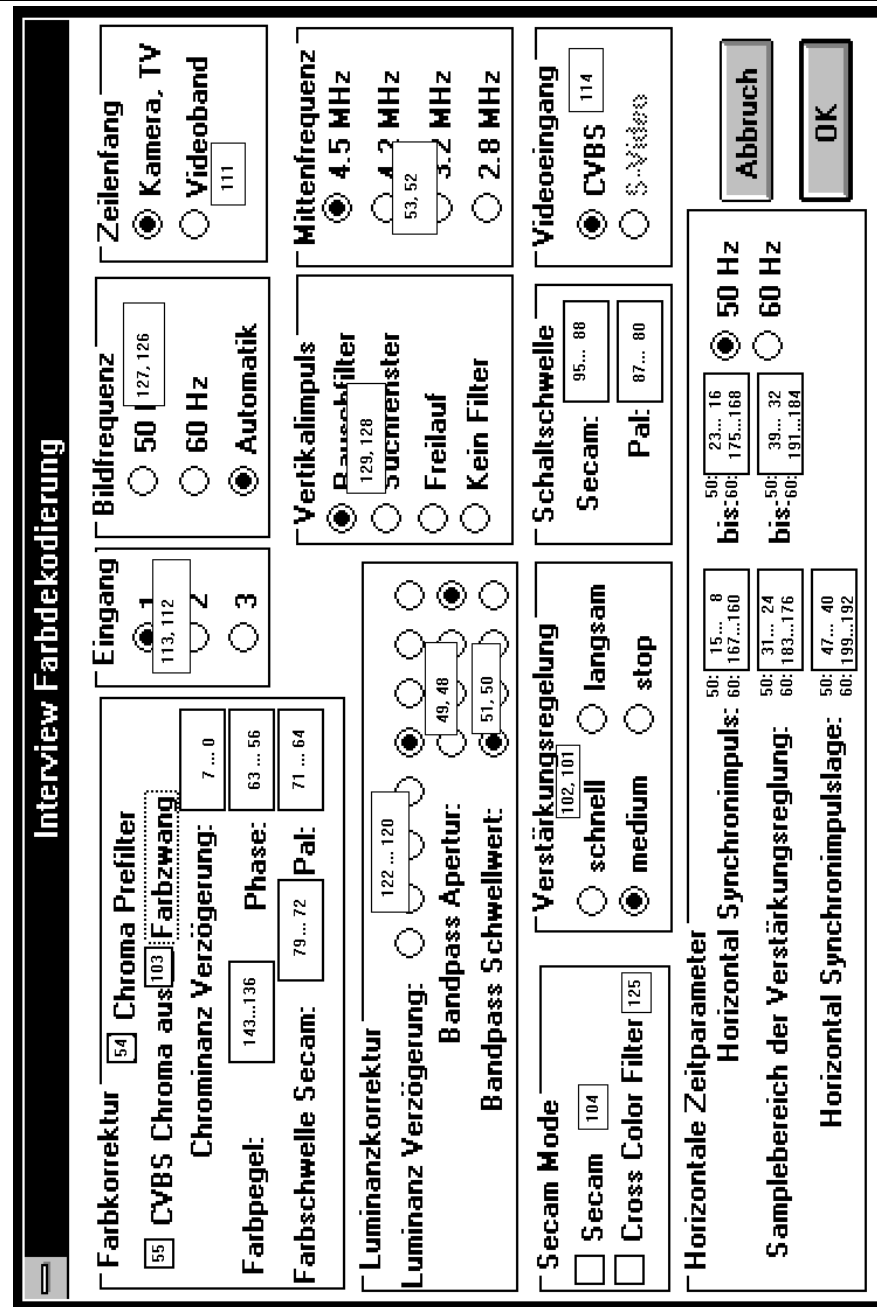 Interview Farbdekodierung
Farbkorrektur
54 Chroma Prefilter
55 CVBS Chroma aus 103 Farbzwang
Chrominanz Verzögerung: 7 ... 0
Farbpegel: 143...136 Phase: 63 ... 56
Farbschwelle Secam: 79... 72 Pal: 71 ... 64
Eingang
1
113, 112
2
3
Bildfrequenz
50
127, 126
60 Hz
Automatik
Zeilenfang
Kamera, TV
Videoband
111
Luminanzkorrektur
122 ... 120
Luminanz Verzögerung:
Bandpass Apertur: 49, 48
Bandpass Schwellwert: 51, 50
Vertikalimpuls
Rauschfilter
129, 128
Suchfenster
Freilauf
Kein Filter
Mittenfrequenz
4.5 MHz
4.2 MHz
53, 52
3.2 MHz
2.8 MHz
Secam Mode
Secam 104
Cross Color Filter 125
Verstärkungsregelung
102, 101
schnell langsam
medium stop
Schaltschwelle
Secam: 95... 88
Pal: 87... 80
Videoeingang
CVBS 114
S-Video
Horizontale Zeitparameter
Horizontal Synchronimpuls: 50: 15... 8 60: 167...160 bis: 50: 23... 16 60: 175...168 50 Hz
Samplebereich der Verstärkungsreglung: 50: 31... 24 60: 183...176 bis: 50: 39... 32 60: 191...184 60 Hz
Horizontal Synchronimpulslage: 50: 47... 40 60: 199...192
Abbruch
OK